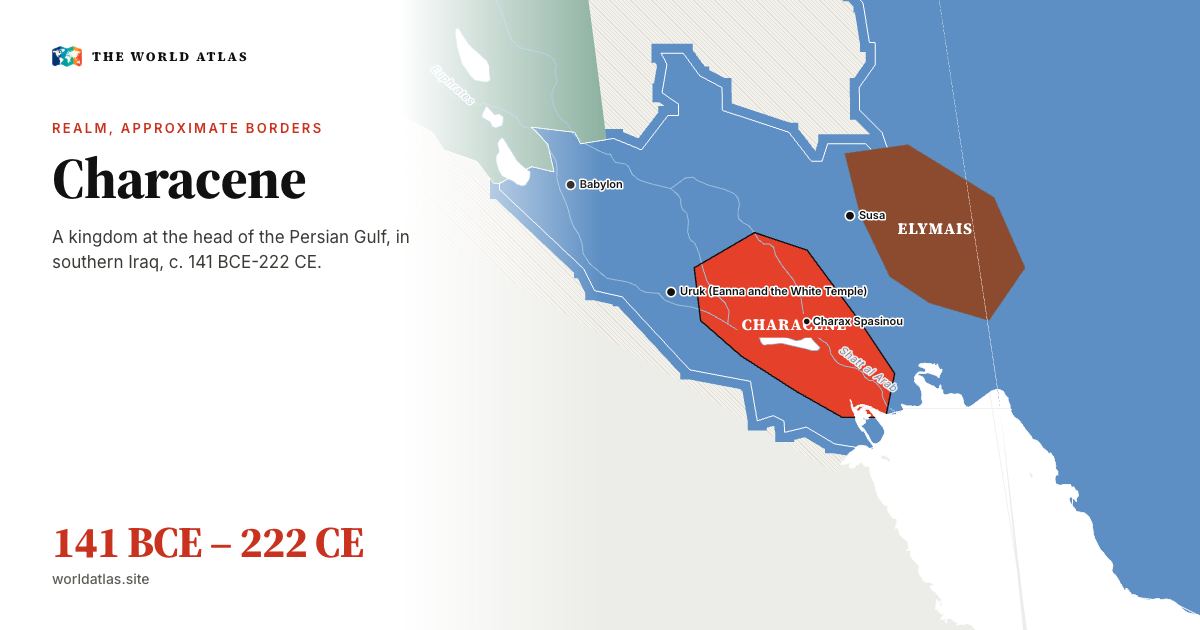 THE WORLD ATLAS
REALM, APPROXIMATE BORDERS
Characene
A kingdom at the head of the Persian Gulf, in
southern Iraq, c. 141 BCE-222 CE.
141 BCE – 222 CE
worldatlas.site
Euphrates
Babylon
Susa
ELYMAIS
Uruk (Eanna and the White Temple)
CHARACENE
Charax Spasinou
Shatt al Arab